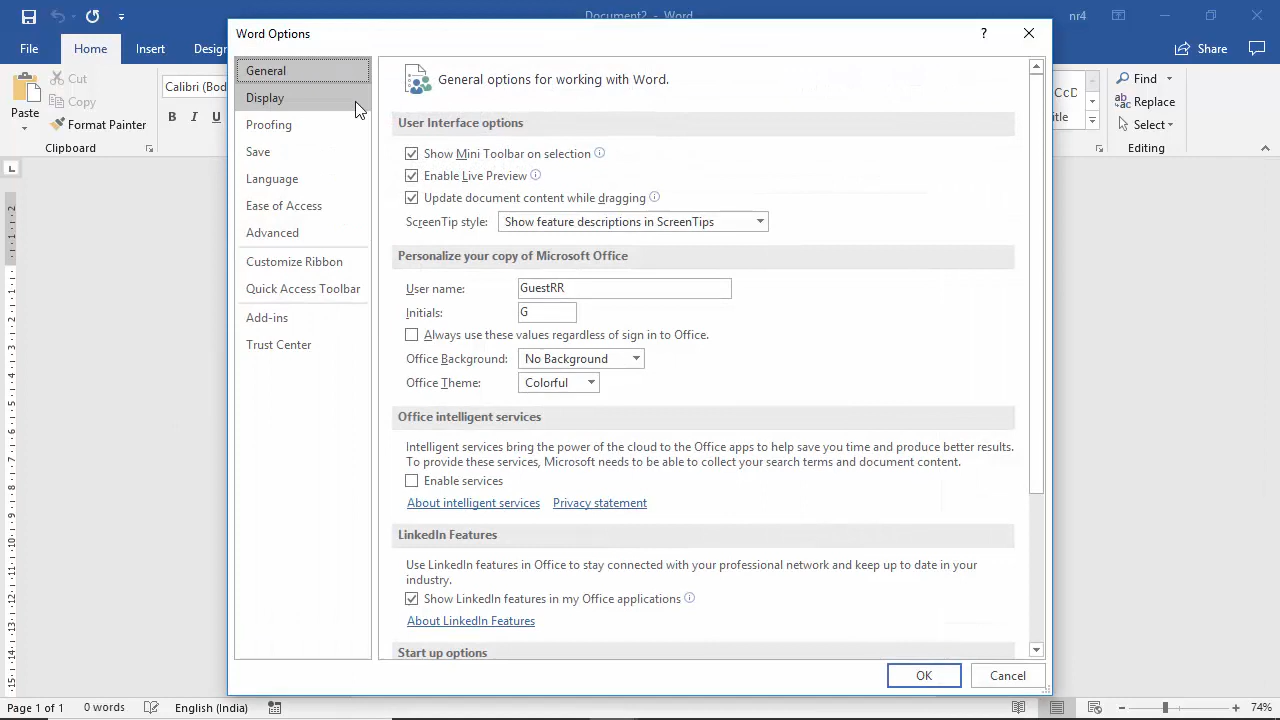 Document2 - Word
nr4
File
Home
Insert
Design
Share
Word Options
?
Paste
Cut
Copy
Format Painter
Clipboard
Calibri (Bod
B
I
U
Find
Replace
Select
Editing
General
Display
Proofing
Save
Language
Ease of Access
Advanced
Customize Ribbon
Quick Access Toolbar
Add-ins
Trust Center
General options for working with Word.
User Interface options
Show Mini Toolbar on selection
Enable Live Preview
Update document content while dragging
ScreenTip style: Show feature descriptions in ScreenTips
Personalize your copy of Microsoft Office
User name: GuestRR
Initials: G
Always use these values regardless of sign in to Office.
Office Background: No Background
Office Theme: Colorful
Office intelligent services
Intelligent services bring the power of the cloud to the Office apps to help save you time and produce better results.
To provide these services, Microsoft needs to be able to collect your search terms and document content.
Enable services
About intelligent services Privacy statement
LinkedIn Features
Use LinkedIn features in Office to stay connected with your professional network and keep up to date in your
industry.
Show LinkedIn features in my Office applications
About LinkedIn Features
Start up options
OK
Cancel
Page 1 of 1
0 words
English (India)
74%